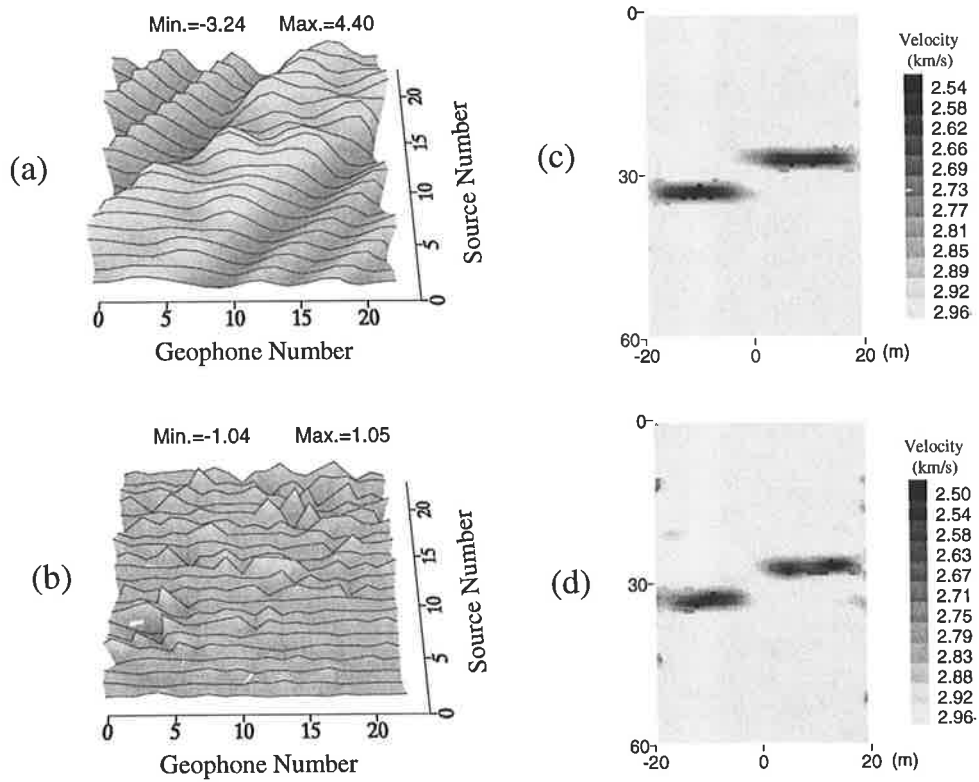 Min.=-3.24 Max.=4.40
(a)
20
15
10
5
0
Source Number
0 5 10 15 20
Geophone Number
(c)
0
30
60
-20 0 20 (m)
Velocity
(km/s)
2.54
2.58
2.62
2.66
2.69
2.73
2.77
2.81
2.85
2.89
2.92
2.96
Min.=-1.04 Max.=1.05
(b)
20
15
10
5
0
Source Number
0 5 10 15 20
Geophone Number
(d)
0
30
60
-20 0 20 (m)
Velocity
(km/s)
2.50
2.54
2.58
2.63
2.67
2.71
2.75
2.79
2.83
2.88
2.92
2.96